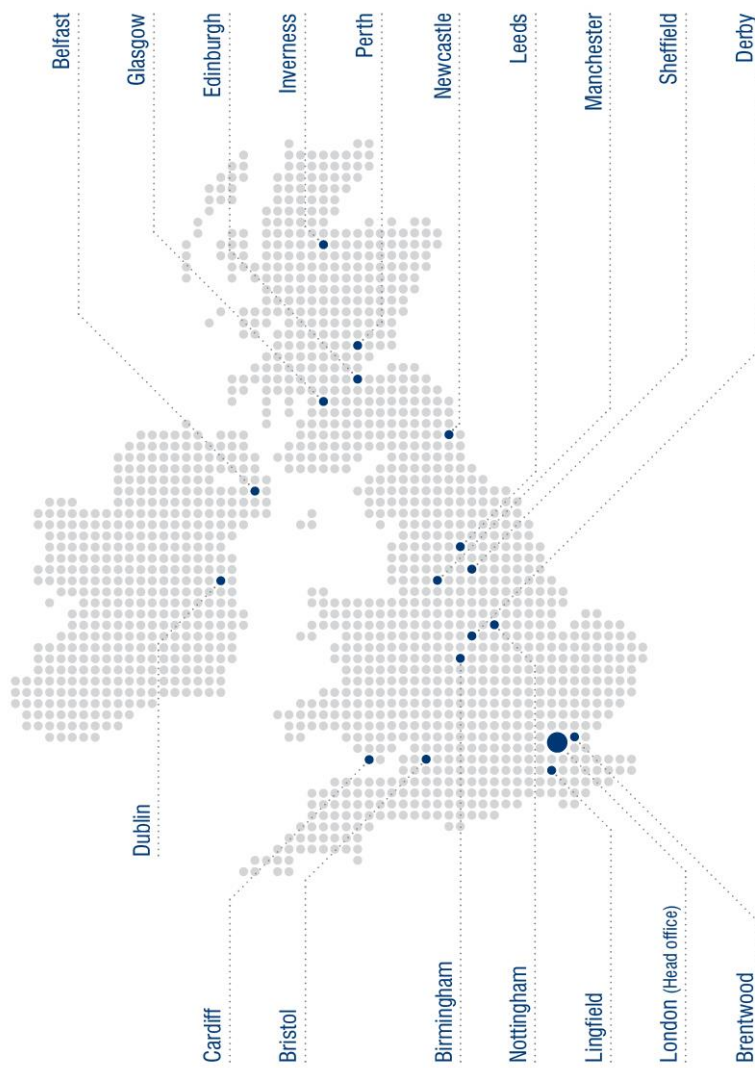 Belfast
Glasgow
Edinburgh
Inverness
Perth
Newcastle
Leeds
Manchester
Sheffield
Derby
Dublin
Cardiff
Bristol
Birmingham
Nottingham
Lingfield
London (Head office)
Brentwood